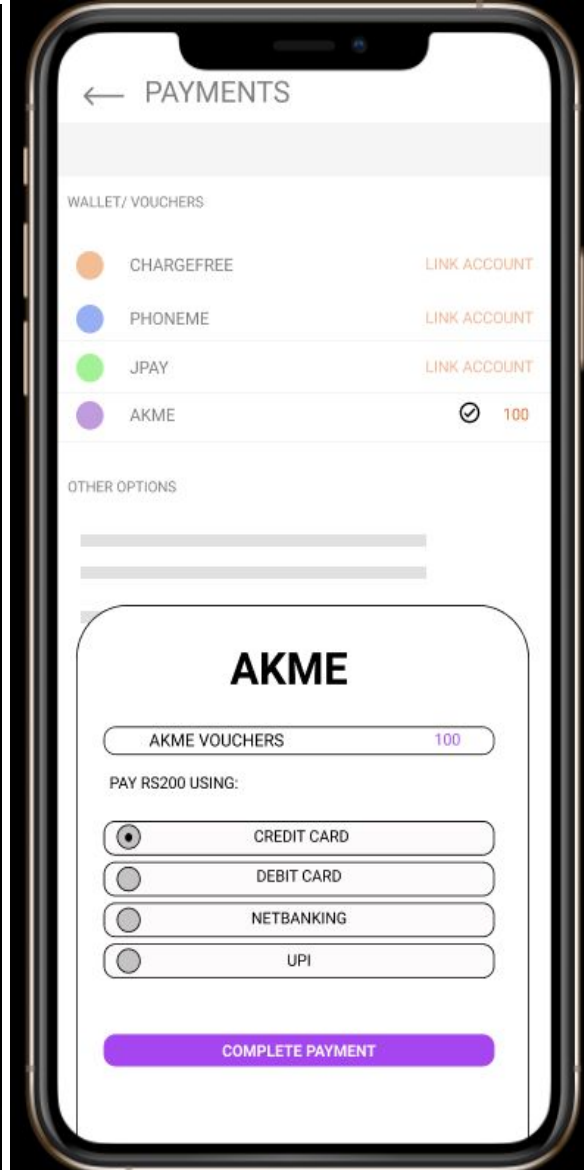 PAYMENTS
WALLET/ VOUCHERS
CHARGEFREE LINK ACCOUNT
PHONEME LINK ACCOUNT
JPAY LINK ACCOUNT
AKME 100
OTHER OPTIONS
AKME
AKME VOUCHERS 100
PAY RS200 USING:
CREDIT CARD
DEBIT CARD
NETBANKING
UPI
COMPLETE PAYMENT